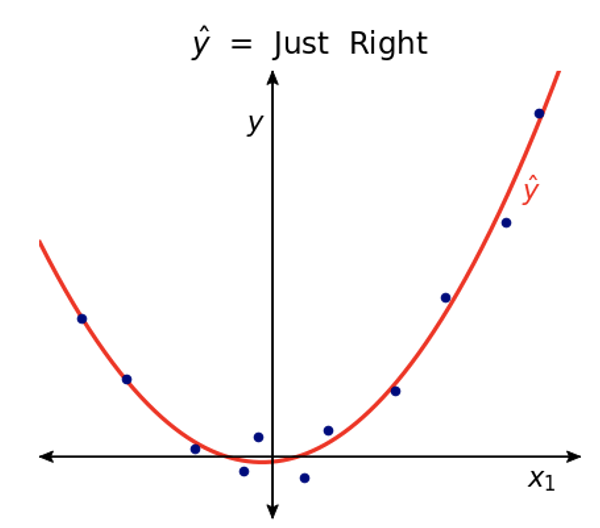 ŷ = Just Right
y
ŷ
x₁